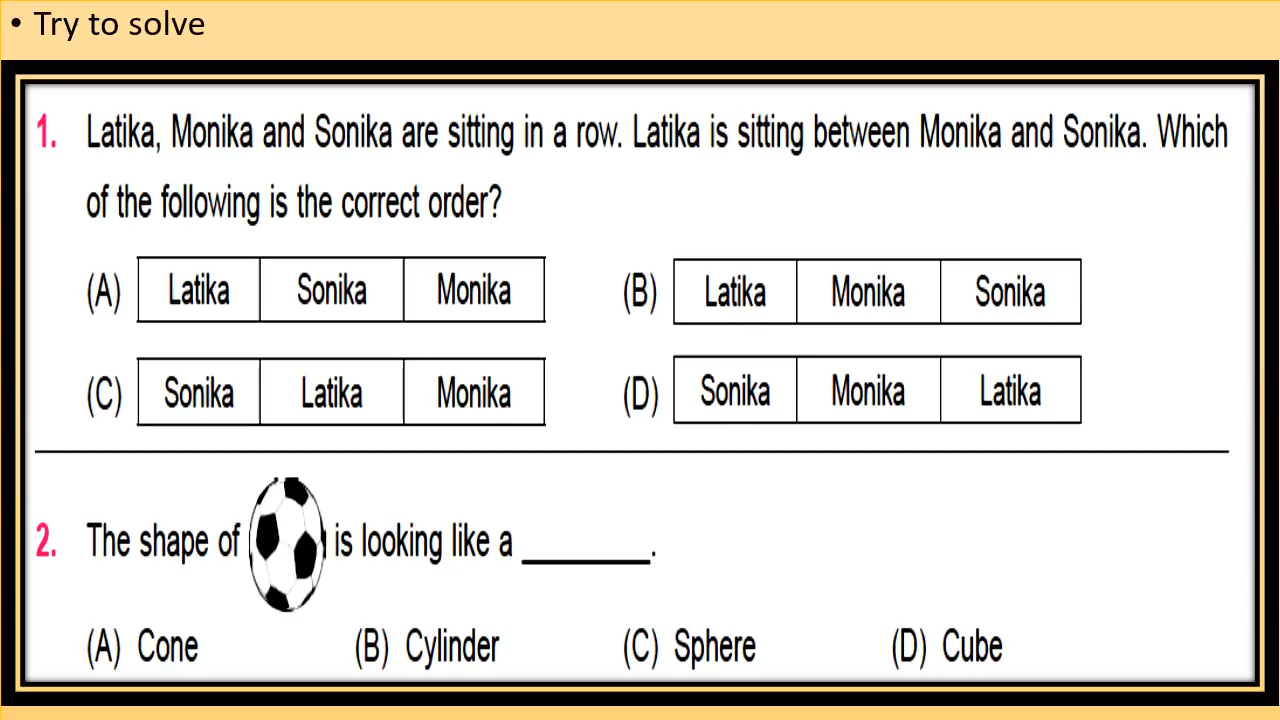 • Try to solve
1. Latika, Monika and Sonika are sitting in a row. Latika is sitting between Monika and Sonika. Which
of the following is the correct order?
(A) Latika Sonika Monika (B) Latika Monika Sonika
(C) Sonika Latika Monika (D) Sonika Monika Latika
2. The shape of is looking like a ________.
(A) Cone (B) Cylinder (C) Sphere (D) Cube